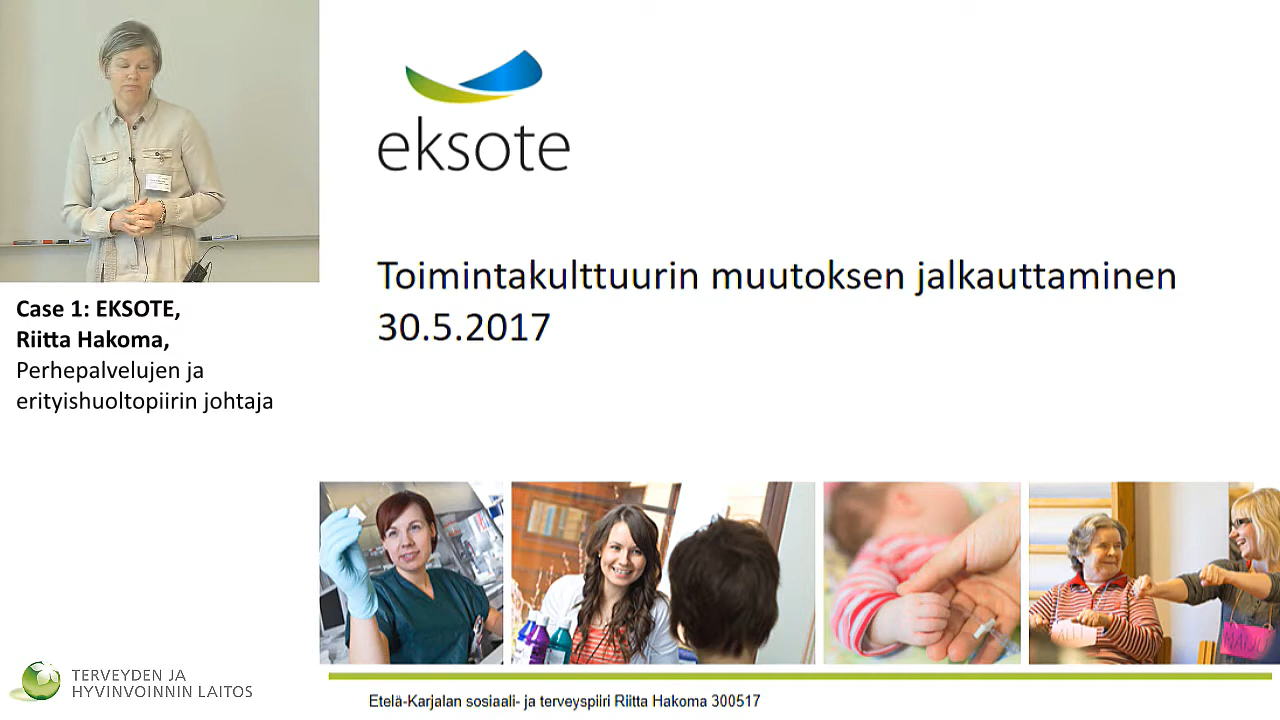 eksote
Toimintakulttuurin muutoksen jalkauttaminen
30.5.2017
Case 1: EKSOTE,
Riitta Hakoma,
Perhepalvelujen ja
erityishuoltopiirin johtaja
TERVEYDEN JA
HYVINVOINNIN LAITOS
Etelä-Karjalan sosiaali- ja terveyspiiri Riitta Hakoma 300517